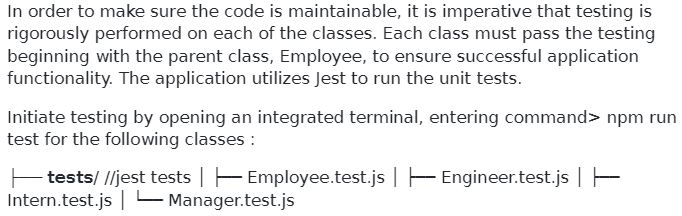 In order to make sure the code is maintainable, it is imperative that testing is
rigorously performed on each of the classes. Each class must pass the testing
beginning with the parent class, Employee, to ensure successful application
functionality. The application utilizes Jest to run the unit tests.
Initiate testing by opening an integrated terminal, entering command> npm run
test for the following classes :
├── tests/ //jest tests │ ├── Employee.test.js │ ├── Engineer.test.js │ ├──
Intern.test.js │ └── Manager.test.js